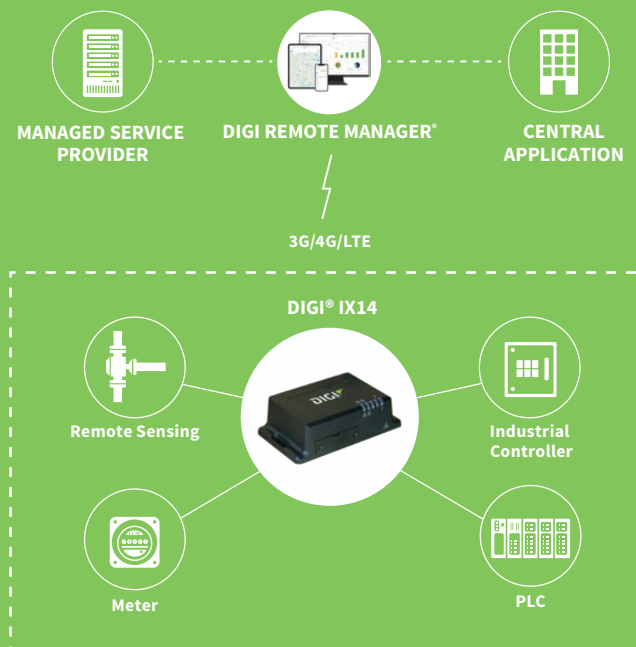 MANAGED SERVICE
PROVIDER
DIGI REMOTE MANAGER®
CENTRAL
APPLICATION
3G/4G/LTE
DIGI® IX14
DIGI
Remote Sensing
Industrial
Controller
Meter
PLC